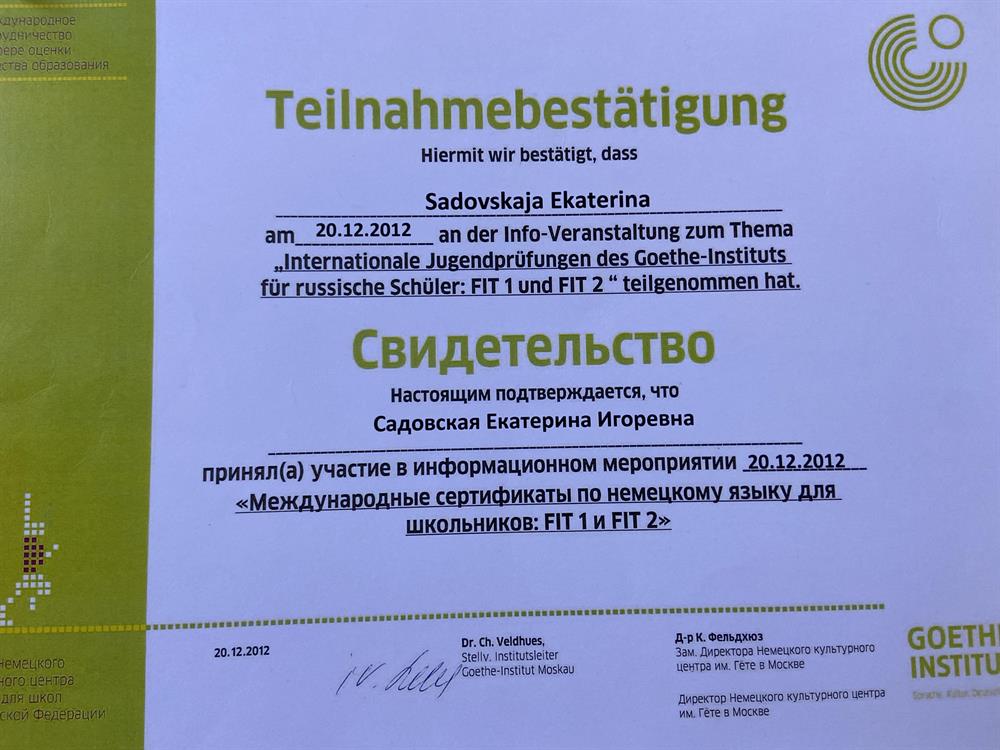 ждународное
рудничество
фере оценки
ества образования
Teilnahmebestätigung
Hiermit wir bestätigt, dass
Sadovskaja Ekaterina
am 20.12.2012 an der Info-Veranstaltung zum Thema
„Internationale Jugendprüfungen des Goethe-Instituts
für russische Schüler: FIT 1 und FIT 2 “ teilgenommen hat.
Свидетельство
Настоящим подтверждается, что
Садовская Екатерина Игоревна
принял(а) участие в информационном мероприятии 20.12.2012
«Международные сертификаты по немецкому языку для
школьников: FIT 1 и FIT 2»
20.12.2012
Dr. Ch. Veldhues,
Stellv. Institutsleiter
Goethe-Institut Moskau
Д-р К. Фельдхюз
Зам. Директора Немецкого культурного
центра им. Гёте в Москве
Директор Немецкого культурного центра
им. Гёте в Москве
GOETHE
INSTITU
Sprache. Kultur. Deutschl
немецкого
ного центра
для школ
ской Федерации